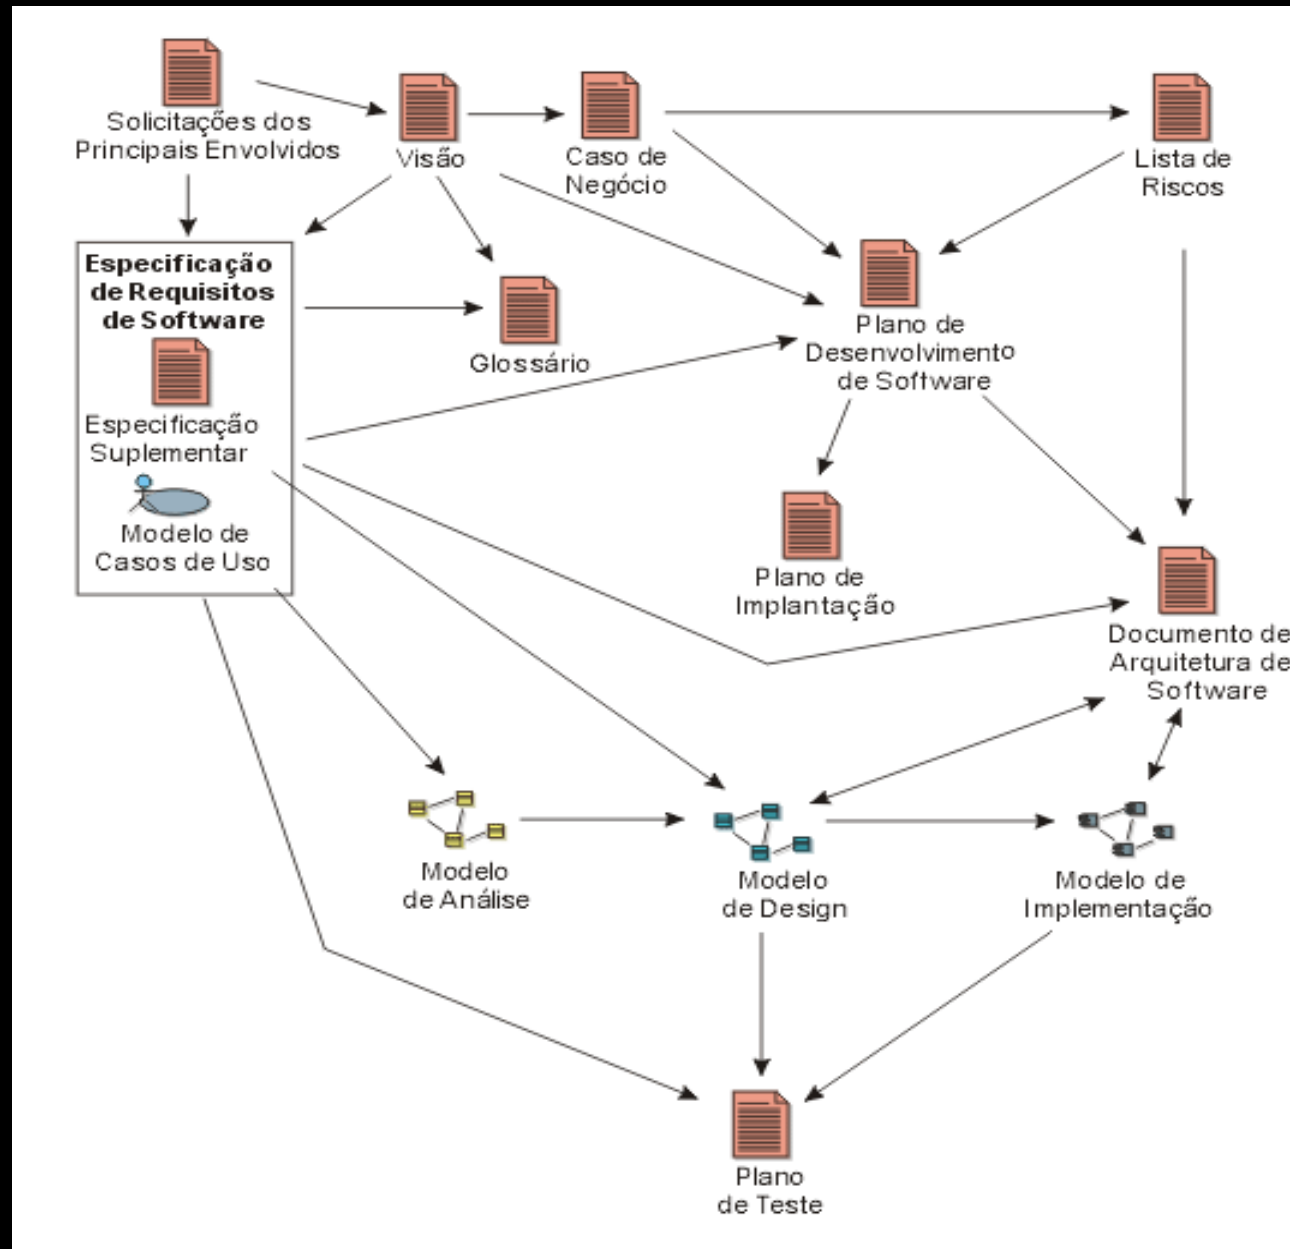 Solicitações dos
Principais Envolvidos
Visão
Caso de
Negócio
Lista de
Riscos
Especificação
de Requisitos
de Software
Especificação
Suplementar
Modelo de
Casos de Uso
Glossário
Plano de
Desenvolvimento
de Software
Plano de
Implantação
Documento de
Arquitetura de
Software
Modelo
de Análise
Modelo
de Design
Modelo de
Implementação
Plano
de Teste